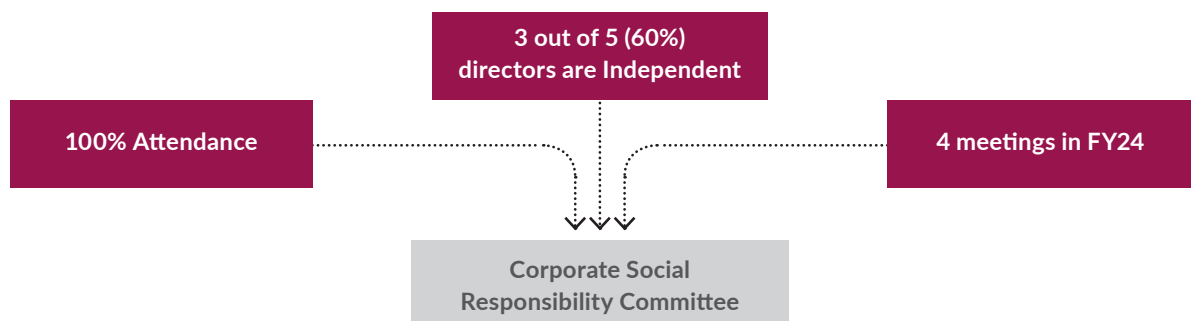 3 out of 5 (60%)
directors are Independent
100% Attendance
4 meetings in FY24
Corporate Social
Responsibility Committee